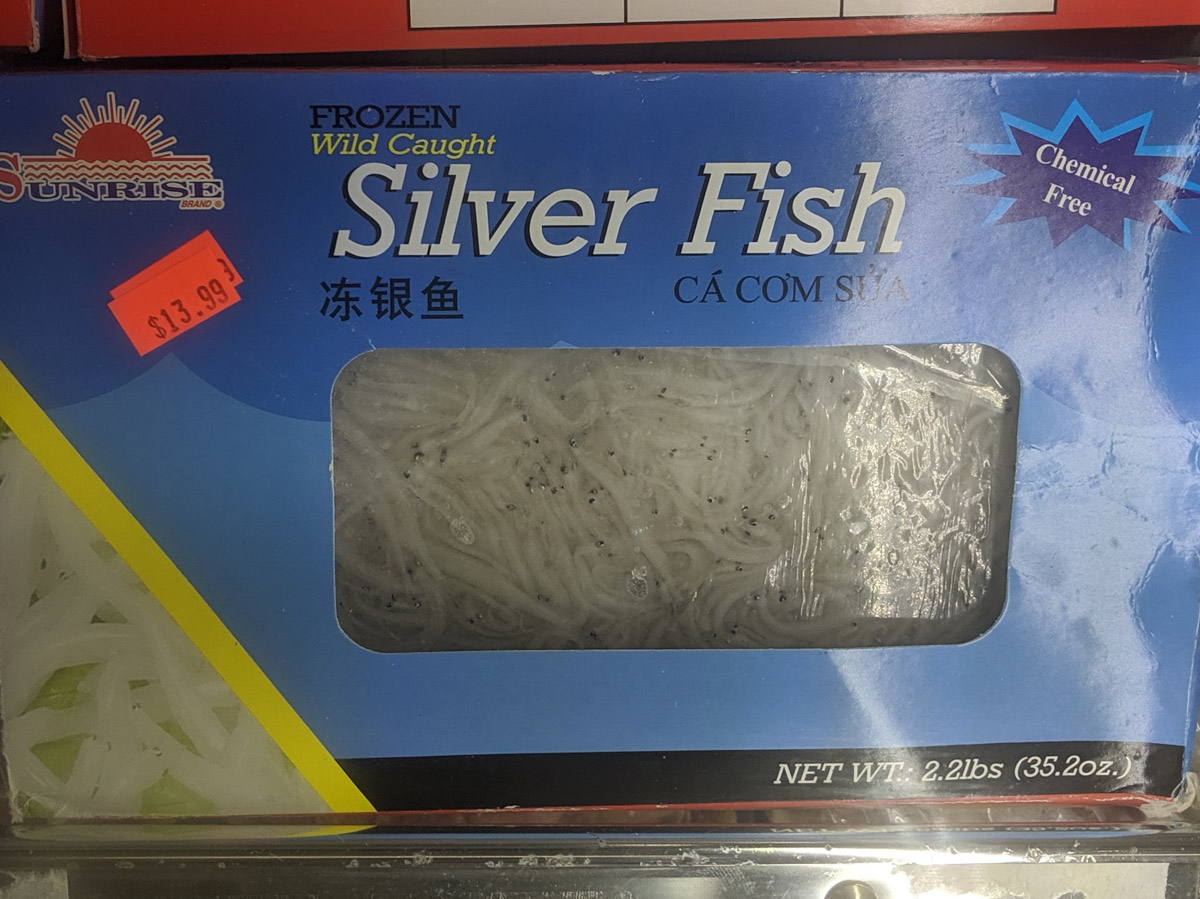 SUNRISE
BRAND ®
FROZEN
Wild Caught
Silver Fish
冻银鱼
CÁ CƠM SỮA
Chemical
Free
$13.99
NET WT.: 2.2lbs (35.2oz.)